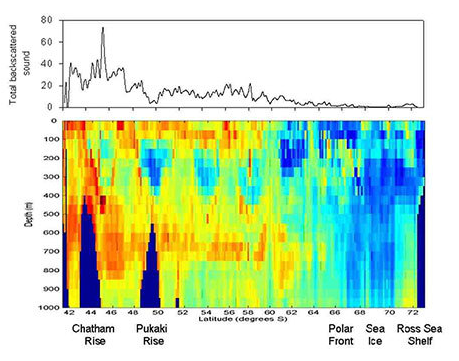 Total backscattered sound
80
60
40
20
0
Depth(m)
0
100
200
300
400
500
600
700
800
900
1000
42 44 46 48 50 52 54 56 58 60 62 64 66 68 70 72
Latitude (degrees S)
Chatham Rise
Pukaki Rise
Polar Front
Sea Ice
Ross Sea Shelf